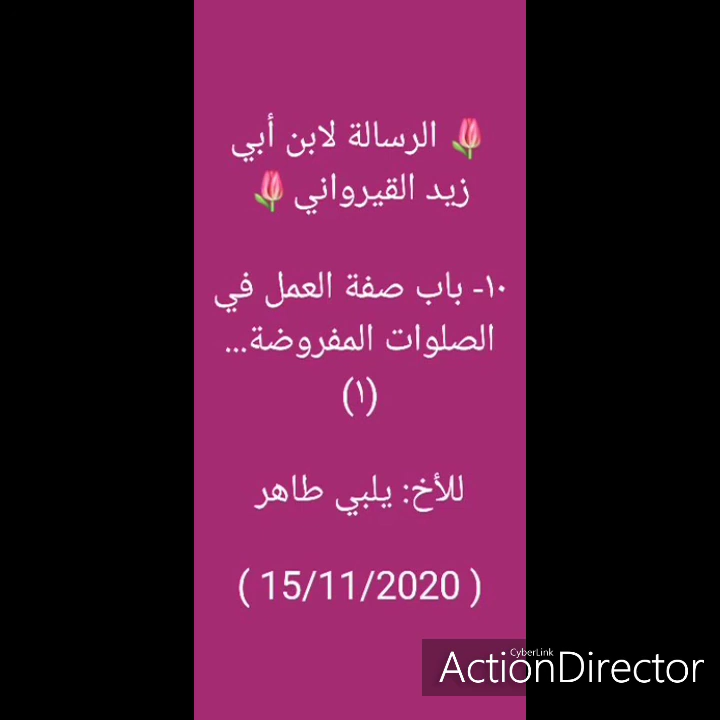 🌷 الرسالة لابن أبي
زيد القيرواني 🌷
١٠- باب صفة العمل في
الصلوات المفروضة...
(١)
للأخ: يلبي طاهر
( 15/11/2020 )
CyberLink
ActionDirector